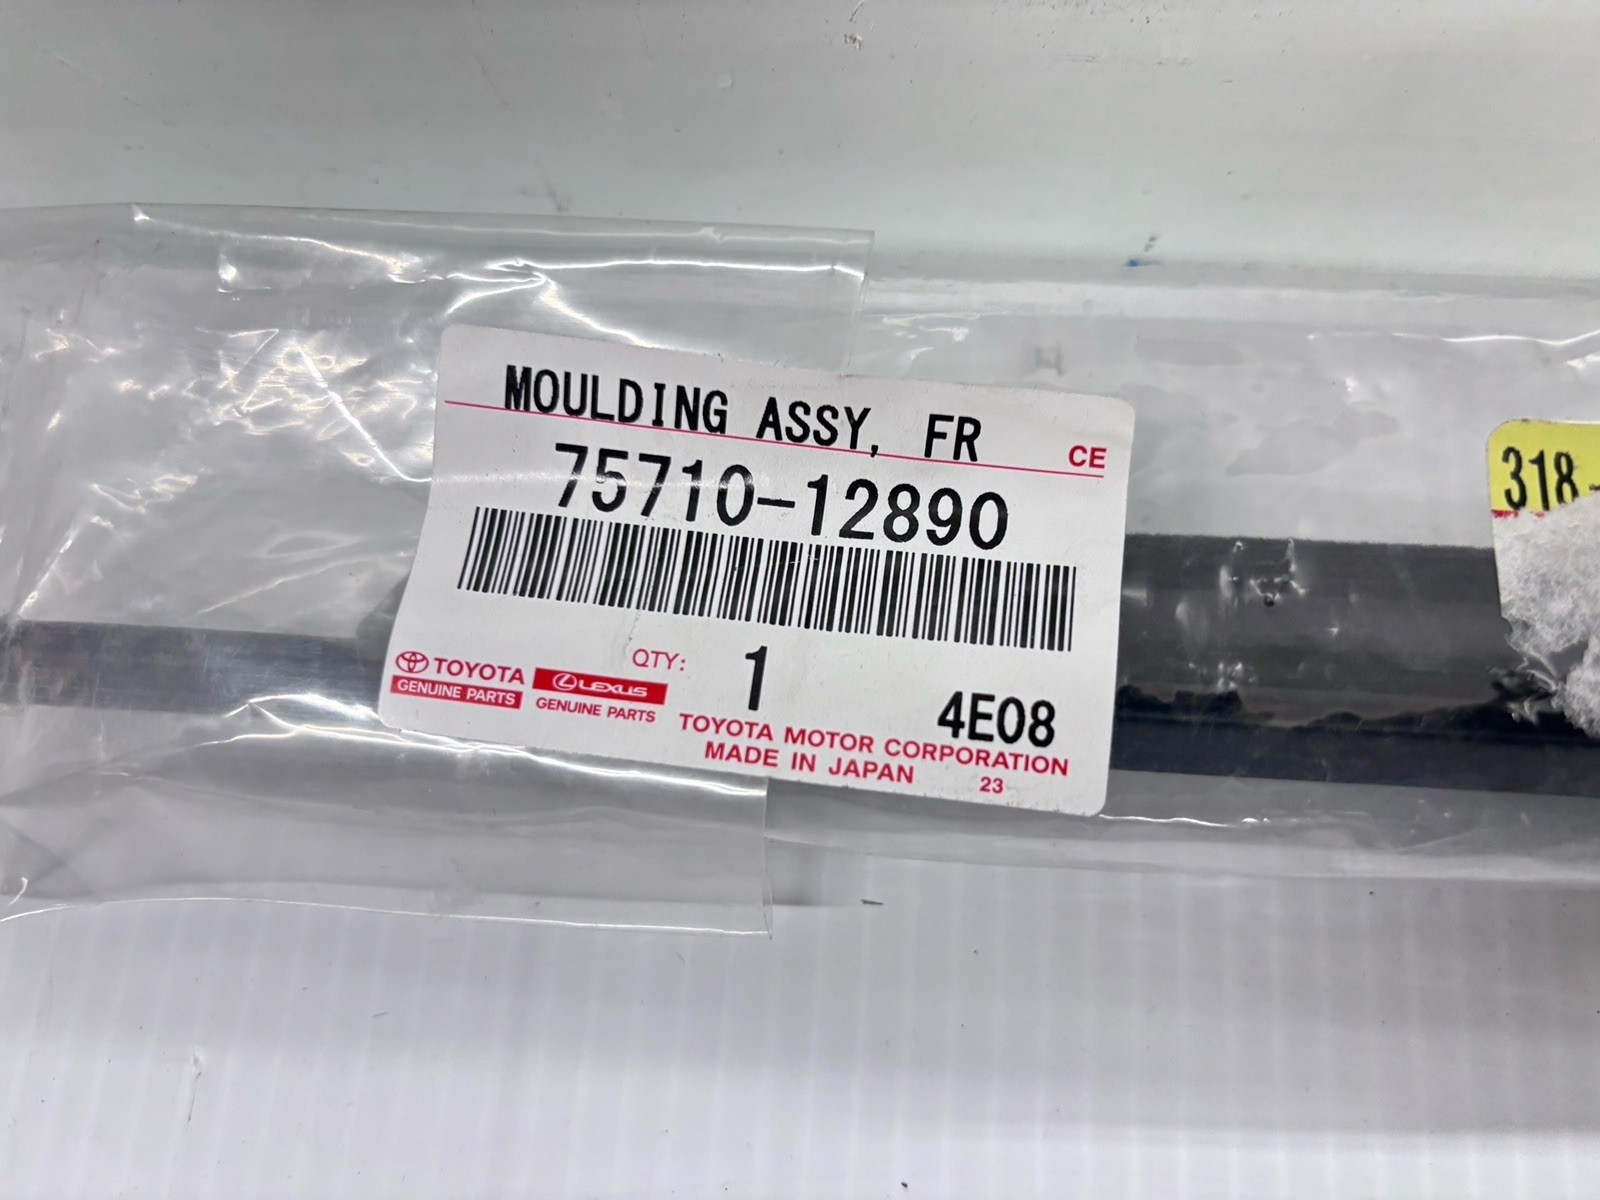 MOULDING ASSY, FR
CE
75710-12890
QTY: 1
TOYOTA
GENUINE PARTS
LEXUS
GENUINE PARTS
4E08
TOYOTA MOTOR CORPORATION
MADE IN JAPAN 23
318-